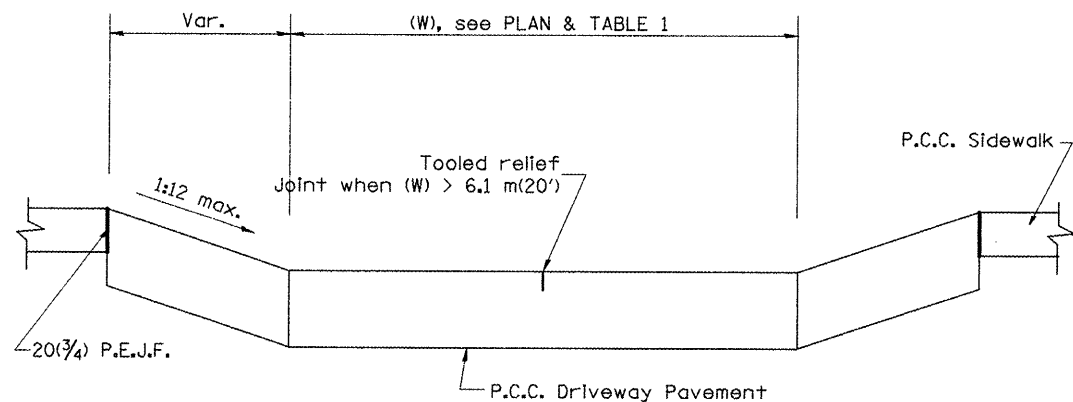 Var.
(W), see PLAN & TABLE 1
P.C.C. Sidewalk
Tooled relief
Joint when (W) > 6.1 m(20')
1:12 max.
20(3/4) P.E.J.F.
P.C.C. Driveway Pavement